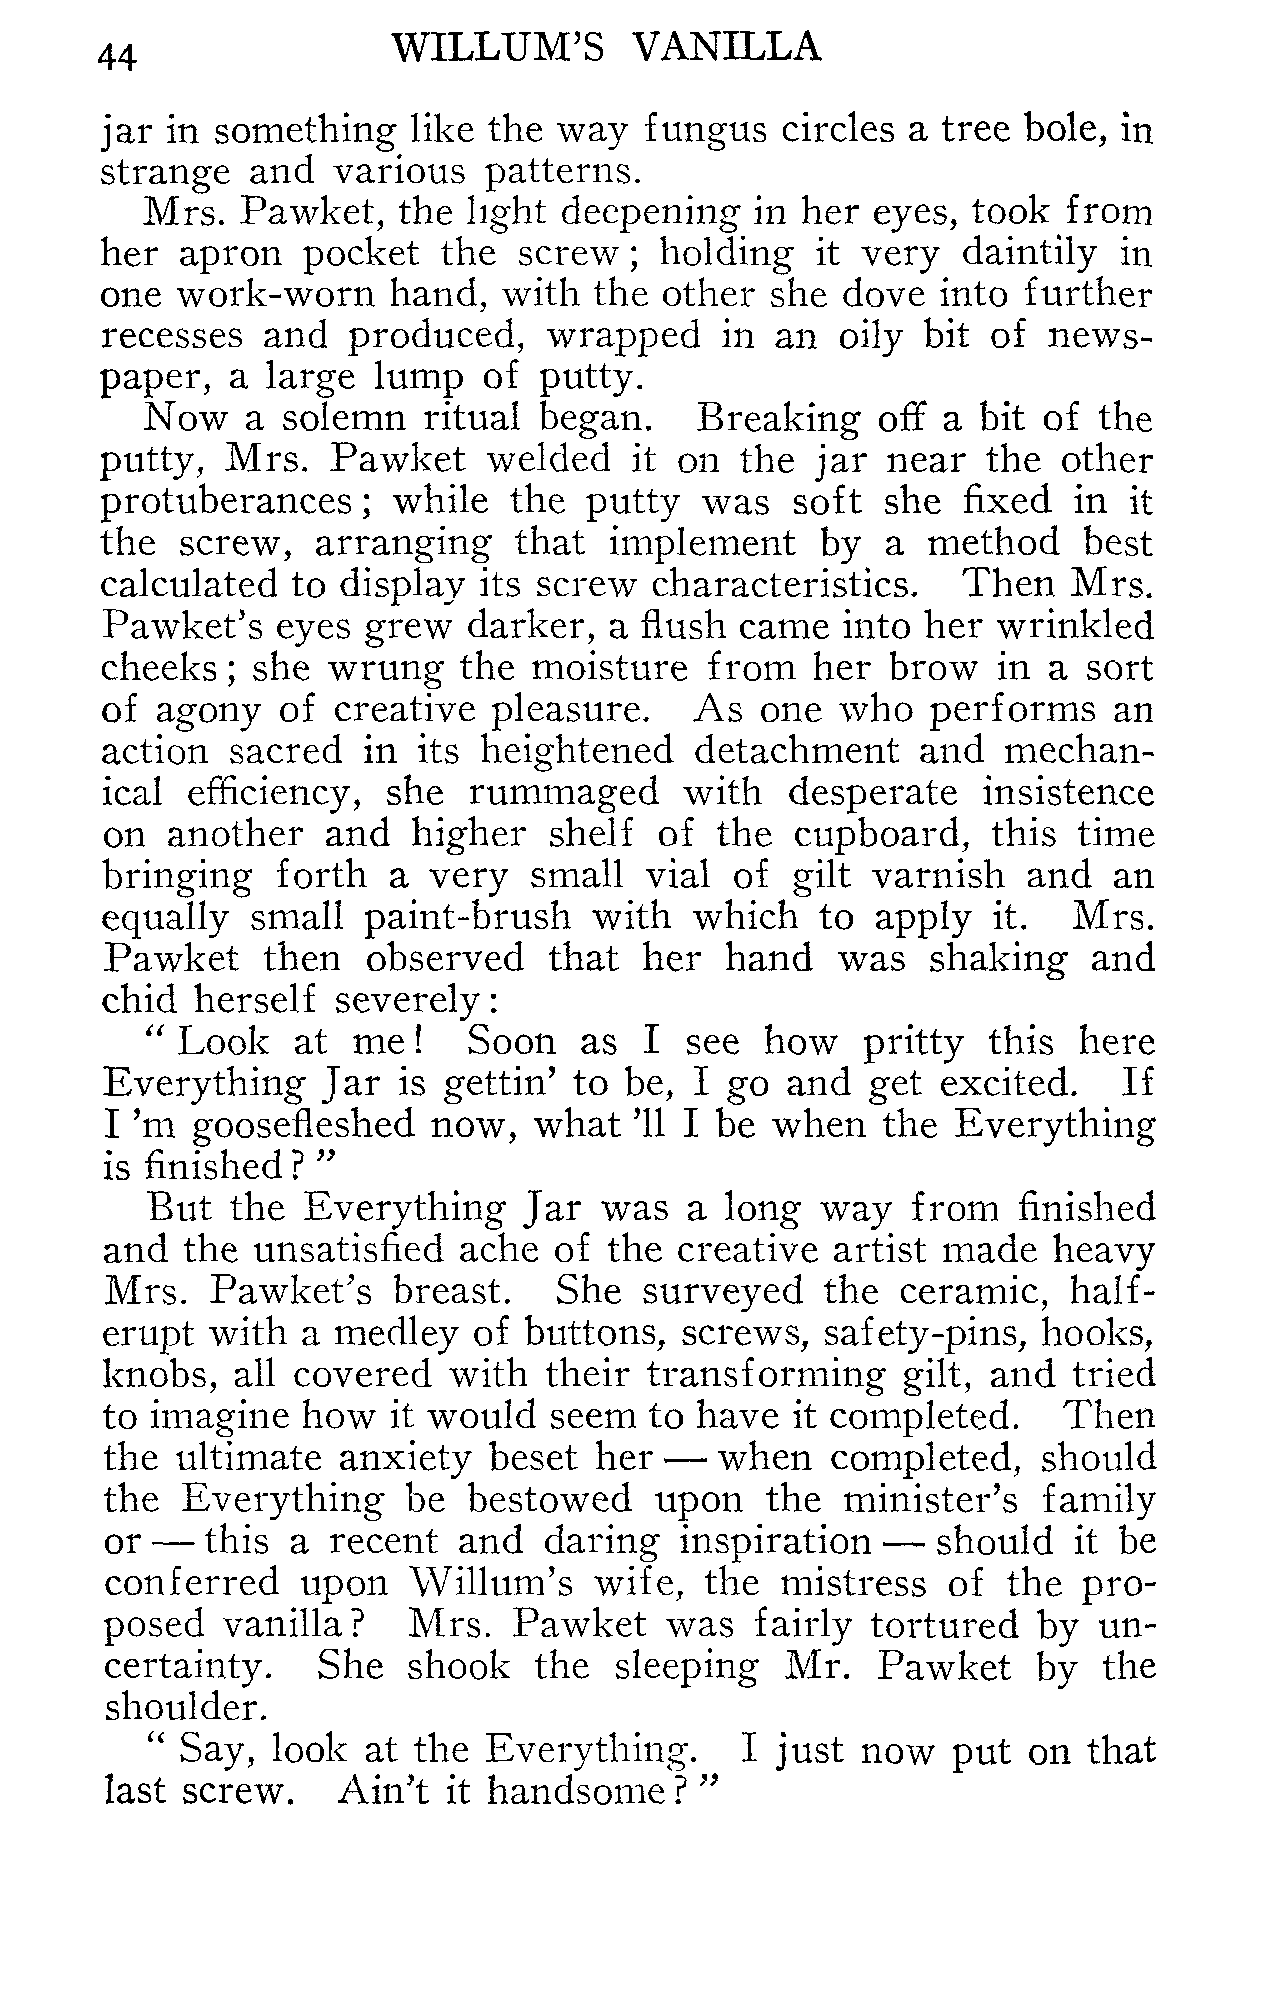 44 WILLUM'S VANILLA
jar in something like the way fungus circles a tree bole, in
strange and various patterns.
Mrs. Pawket, the light deepening in her eyes, took from
her apron pocket the screw; holding it very daintily in
one work-worn hand, with the other she dove into further
recesses and produced, wrapped in an oily bit of news-
paper, a large lump of putty.
Now a solemn ritual began. Breaking off a bit of the
putty, Mrs. Pawket welded it on the jar near the other
protuberances; while the putty was soft she fixed in it
the screw, arranging that implement by a method best
calculated to display its screw characteristics. Then Mrs.
Pawket's eyes grew darker, a flush came into her wrinkled
cheeks; she wrung the moisture from her brow in a sort
of agony of creative pleasure. As one who performs an
action sacred in its heightened detachment and mechan-
ical efficiency, she rummaged with desperate insistence
on another and higher shelf of the cupboard, this time
bringing forth a very small vial of gilt varnish and an
equally small paint-brush with which to apply it. Mrs.
Pawket then observed that her hand was shaking and
chid herself severely:
"Look at me! Soon as I see how pritty this here
Everything Jar is gettin' to be, I go and get excited. If
I 'm goosefleshed now, what 'll I be when the Everything
is finished?"
But the Everything Jar was a long way from finished
and the unsatisfied ache of the creative artist made heavy
Mrs. Pawket's breast. She surveyed the ceramic, half-
erupt with a medley of buttons, screws, safety-pins, hooks,
knobs, all covered with their transforming gilt, and tried
to imagine how it would seem to have it completed. Then
the ultimate anxiety beset her — when completed, should
the Everything be bestowed upon the minister's family
or — this a recent and daring inspiration — should it be
conferred upon Willum's wife, the mistress of the pro-
posed vanilla? Mrs. Pawket was fairly tortured by un-
certainty. She shook the sleeping Mr. Pawket by the
shoulder.
"Say, look at the Everything. I just now put on that
last screw. Ain't it handsome?"